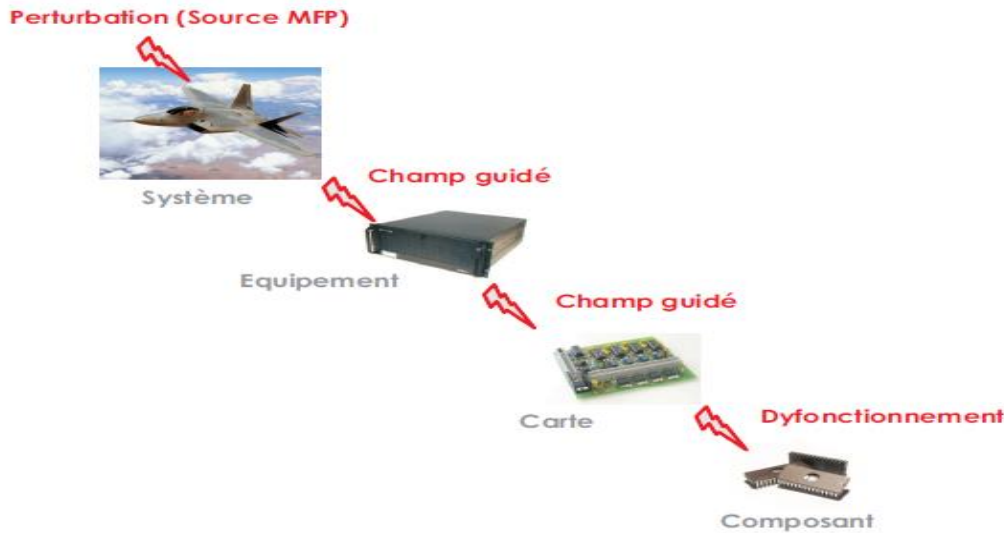 Perturbation (Source MFP)
Système
Champ guidé
Equipement
Champ guidé
Carte
Dyfonctionnement
Composant